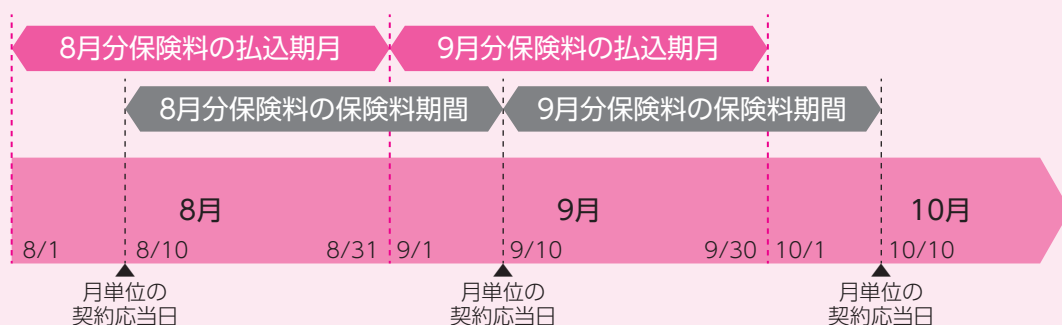 8月分保険料の払込期月
9月分保険料の払込期月
8月分保険料の保険料期間
9月分保険料の保険料期間
8月
9月
10月
8/1
8/10
8/31
9/1
9/10
9/30
10/1
10/10
月単位の
契約応当日
月単位の
契約応当日
月単位の
契約応当日